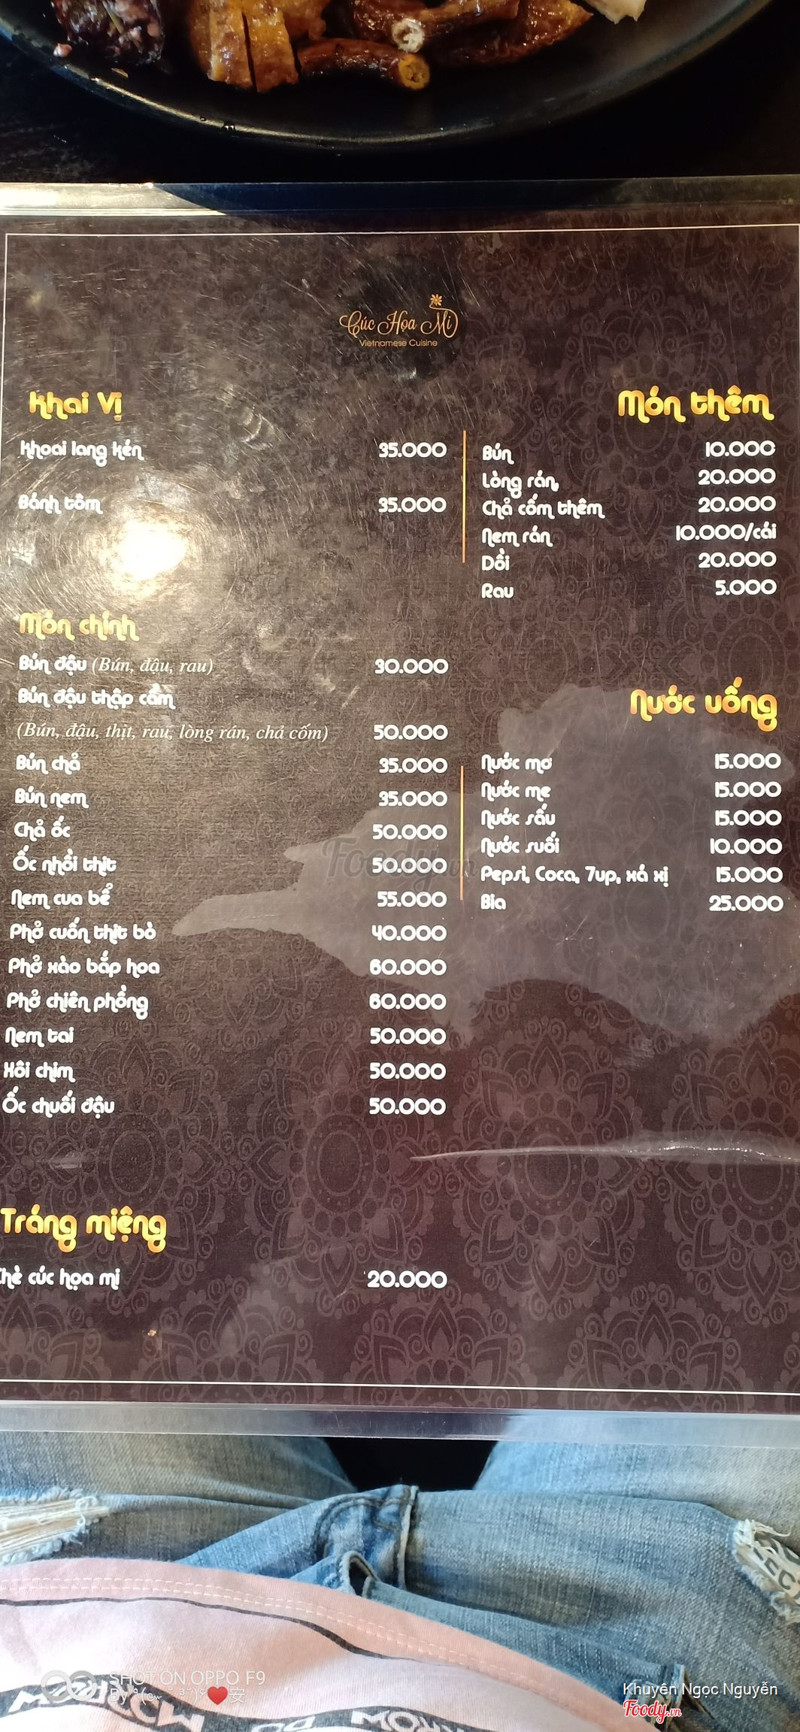 Cúc Họa Mi
Vietnamese Cuisine
Khai Vị
Khoai lang kén 35.000
Bánh tôm 35.000
Món chính
Bún đậu (Bún, đậu, rau) 30.000
Bún đậu thập cẩm
(Bún, đậu, thịt, rau, lòng rán, chả cốm) 50.000
Bún chả 35.000
Bún nem 35.000
Chả ốc 50.000
Ốc nhồi thịt 50.000
Nem cua bể 55.000
Phở cuốn thịt bò 40.000
Phở xào bắp hoa 60.000
Phở chiên phồng 60.000
Nem tai 50.000
Xôi chim 50.000
Ốc chuối đậu 50.000
Tráng miệng
Chè cúc họa mi 20.000
Món thêm
Bún 10.000
Lòng rán, 20.000
Chả cốm thêm 20.000
Nem rán 10.000/cái
Dồi 20.000
Rau 5.000
Nước uống
Nước mơ 15.000
Nước me 15.000
Nước sấu 15.000
Nước suối 10.000
Pepsi, Coca, 7up, xá xị 15.000
Bia 25.000
Foody.vn
SHOT ON OPPO F9
By
Khuyên Ngọc Nguyễn
Foody.vn